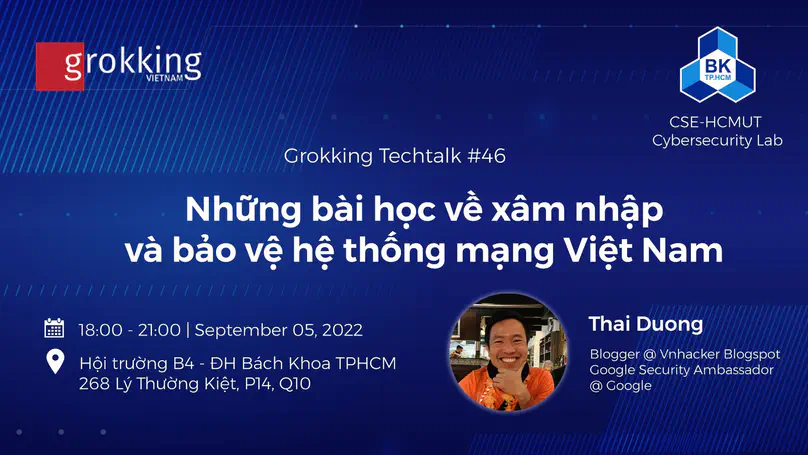 grokking
VIETNAM
BK
TP.HCM
CSE-HCMUT
Cybersecurity Lab
Grokking Techtalk #46
Những bài học về xâm nhập
và bảo vệ hệ thống mạng Việt Nam
18:00 - 21:00 | September 05, 2022
Hội trường B4 - ĐH Bách Khoa TPHCM
268 Lý Thường Kiệt, P14, Q10
Thai Duong
Blogger @ Vnhacker Blogspot
Google Security Ambassador
@ Google